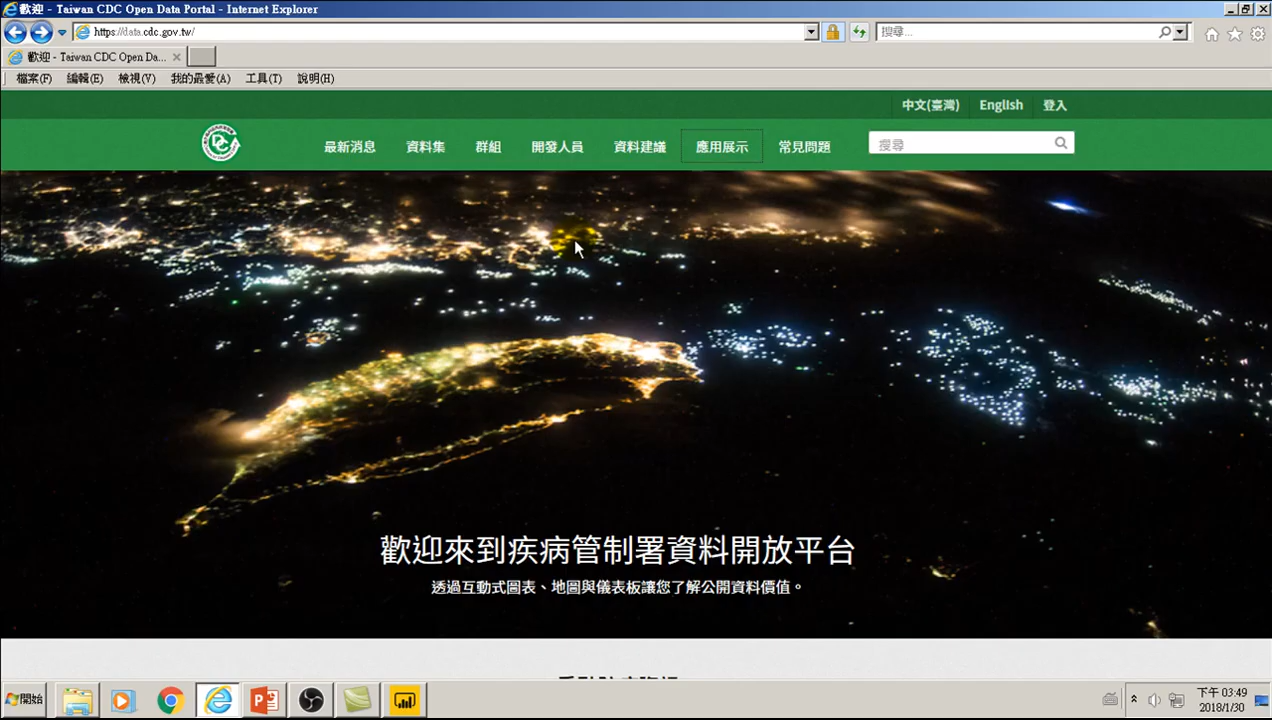 歡迎 - Taiwan CDC Open Data Portal - Internet Explorer
https://data.cdc.gov.tw/
搜尋...
歡迎 - Taiwan CDC Open Da...
檔案(F) 編輯(E) 檢視(V) 我的最愛(A) 工具(T) 說明(H)
中文(臺灣) English 登入
最新消息 資料集 群組 開發人員 資料建議 應用展示 常見問題 搜尋
歡迎來到疾病管制署資料開放平台
透過互動式圖表、地圖與儀表板讓您了解公開資料價值。
開始
下午 03:49
2018/1/30